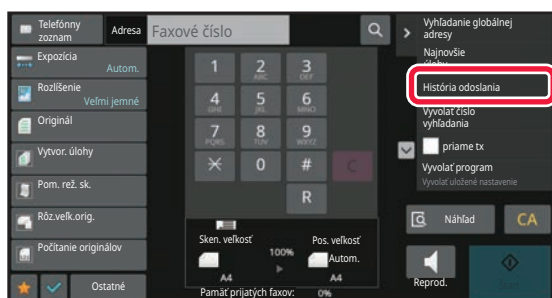 Telefónny
zoznam
Adresa
Faxové číslo
Expozícia
Autom.
Rozlíšenie
Veľmi jemné
Originál
Vytvor. úlohy
Pom. rež. sk.
Rôz.veľk.orig.
Počítanie originálov
Ostatné
1
2
ABC
3
DEF
4
GHI
5
JKL
6
MNO
7
PQRS
8
TUV
9
WXYZ
0
#
C
R
Sken. veľkosť
100%
Pos. veľkosť
Autom.
A4
A4
Pamäť prijatých faxov: 0%
Vyhľadanie globálnej
adresy
Najnovšie
úlohy
História odoslania
Vyvolať číslo
vyhľadania
priame tx
Vyvolať program
Vyvolať uložené nastavenie
Náhľad
CA
Reprod.
Štart